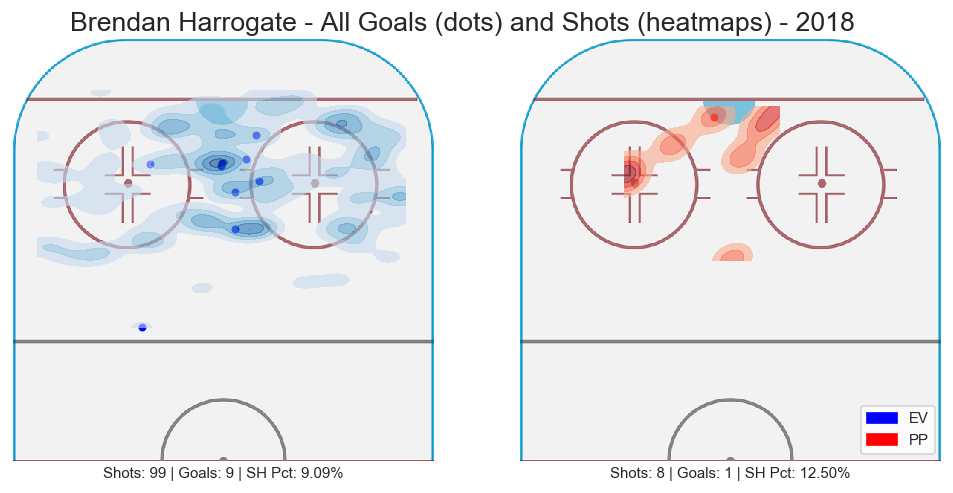 Brendan Harrogate - All Goals (dots) and Shots (heatmaps) - 2018
EV
PP
Shots: 99 | Goals: 9 | SH Pct: 9.09%
Shots: 8 | Goals: 1 | SH Pct: 12.50%